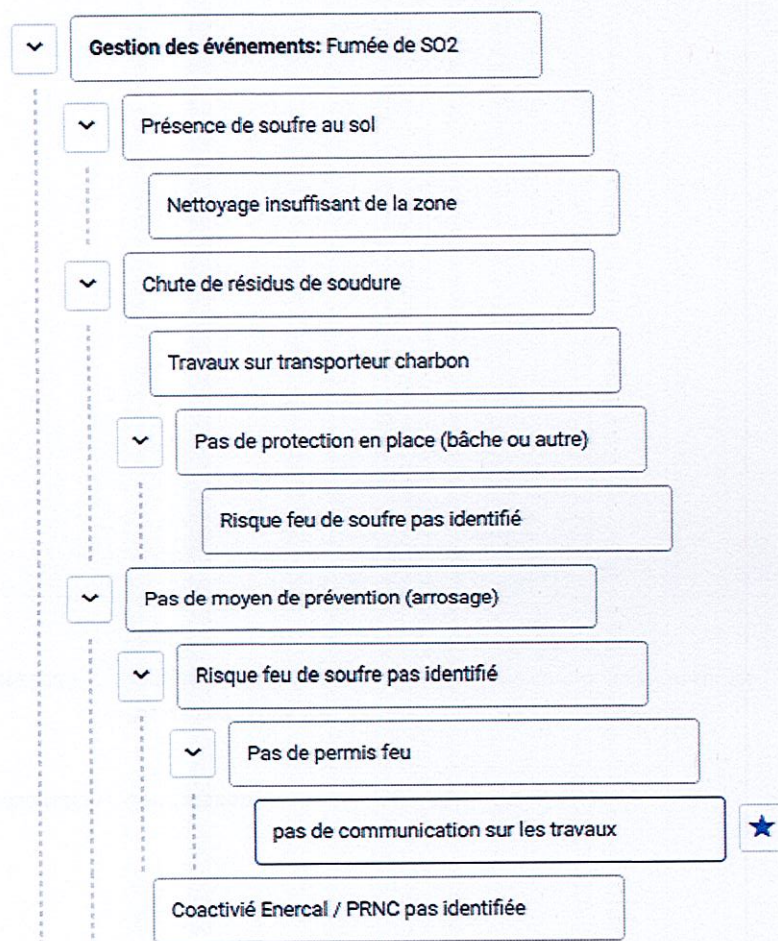 Gestion des événements: Fumée de SO2
Présence de soufre au sol
Nettoyage insuffisant de la zone
Chute de résidus de soudure
Travaux sur transporteur charbon
Pas de protection en place (bâche ou autre)
Risque feu de soufre pas identifié
Pas de moyen de prévention (arrosage)
Risque feu de soufre pas identifié
Pas de permis feu
pas de communication sur les travaux
Coactivié Enercal / PRNC pas identifiée